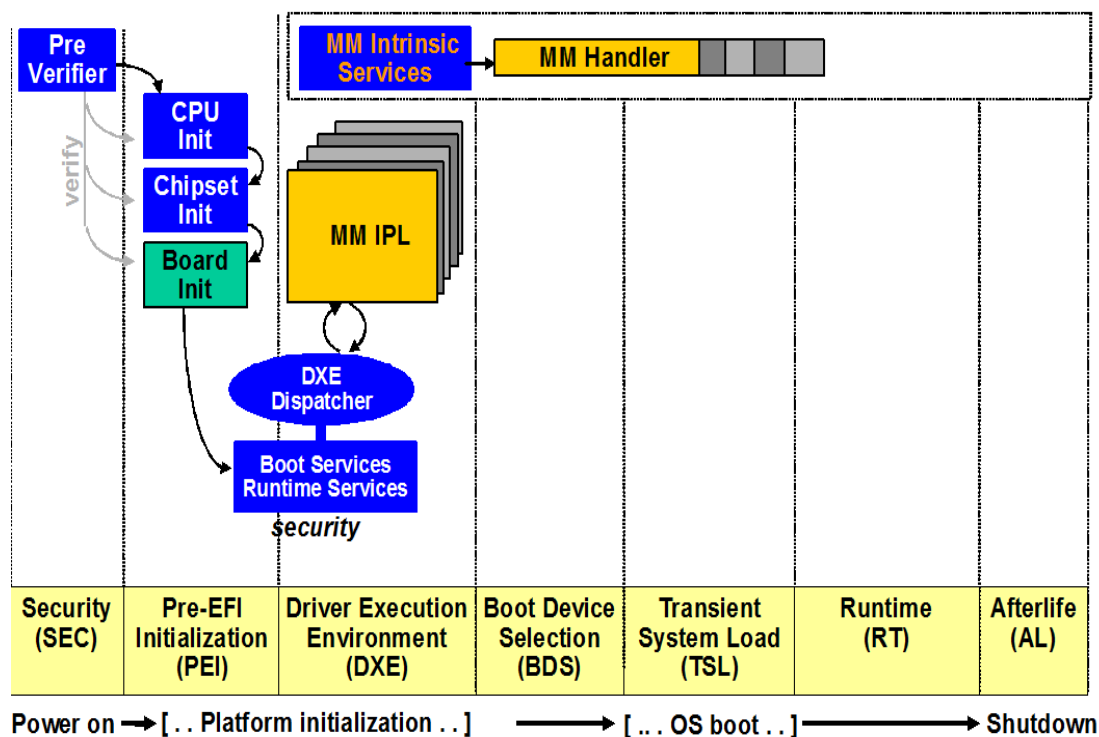 Pre
Verifier
MM Intrinsic
Services
MM Handler
CPU
Init
verify
Chipset
Init
Board
Init
MM IPL
DXE
Dispatcher
Boot Services
Runtime Services
security
Security
(SEC)
Pre-EFI
Initialization
(PEI)
Driver Execution
Environment
(DXE)
Boot Device
Selection
(BDS)
Transient
System Load
(TSL)
Runtime
(RT)
Afterlife
(AL)
Power on [ . . Platform initialization . . ] [ ... OS boot . . ] Shutdown